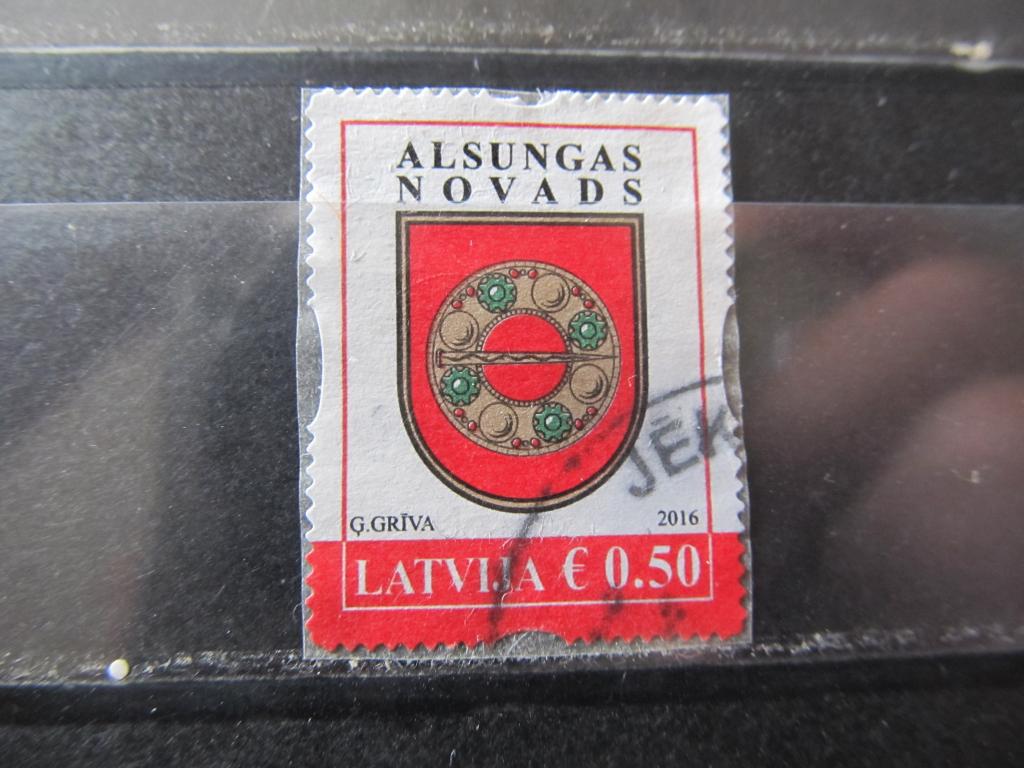 ALSUNGAS
NOVADS
JĒK
Ģ.GRĪVA
2016
LATVIJA € 0.50